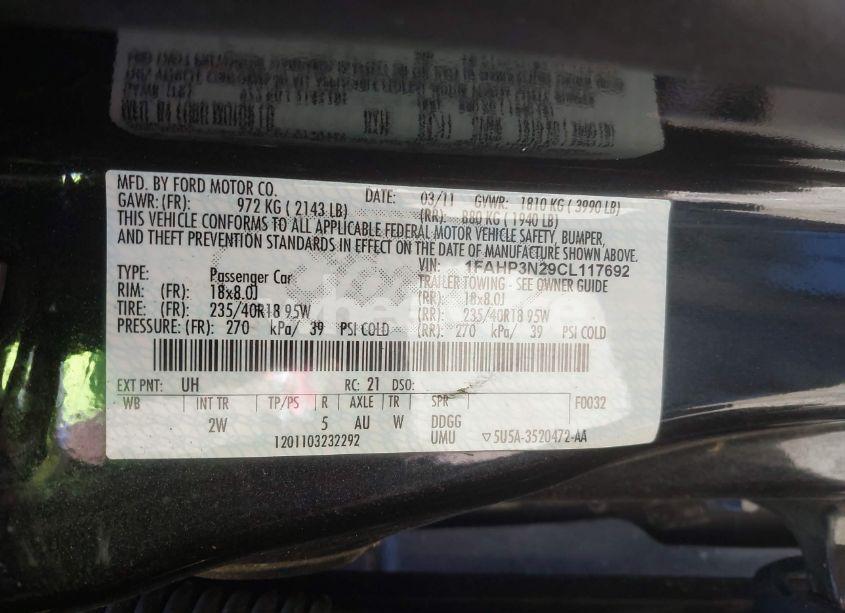 MFD. BY FORD MOTOR CO. DATE: 03/11 GVWR: 1810 KG ( 3990 LB)
GAWR: (FR): 972 KG ( 2143 LB) (RR): 880 KG ( 1940 LB)
THIS VEHICLE CONFORMS TO ALL APPLICABLE FEDERAL MOTOR VEHICLE SAFETY, BUMPER,
AND THEFT PREVENTION STANDARDS IN EFFECT ON THE DATE OF MANUFACTURE SHOWN ABOVE.
VIN: 1FAHP3N29CL117692
TYPE: Passenger Car TRAILER TOWING - SEE OWNER GUIDE
RIM: (FR): 18x8.0J (RR): 18x8.0J
TIRE: (FR): 235/40R18 95W (RR): 235/40R18 95W
PRESSURE: (FR): 270 kPa/ 39 PSI COLD (RR): 270 kPa/ 39 PSI COLD
EXT PNT: UH RC: 21 DSO:
WB INT TR TP/PS R AXLE TR SPR F0032
2W 5 AU W DDGG
1201103232292 UMU ▽5U5A-3520472-AA